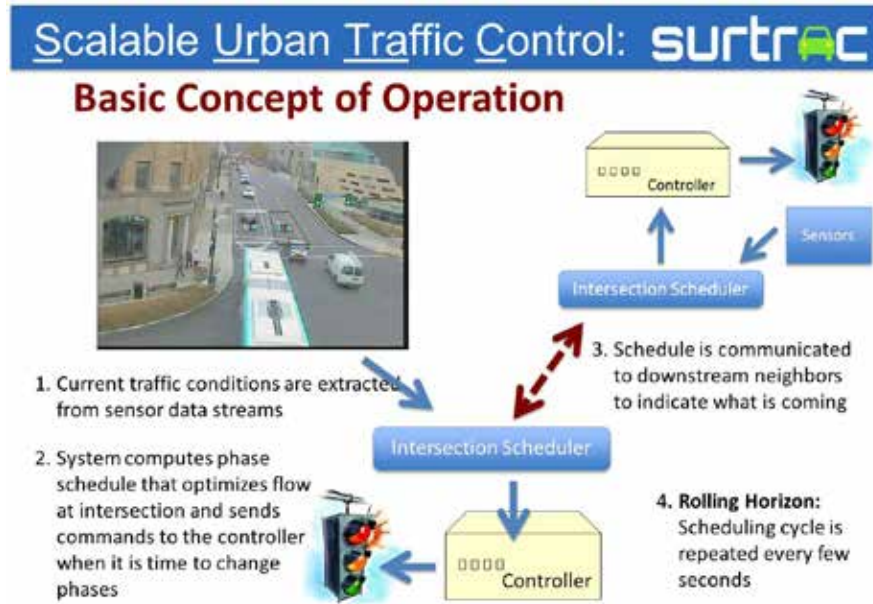 Scalable Urban Traffic Control: surtrac
Basic Concept of Operation
Controller
Sensors
Intersection Scheduler
1. Current traffic conditions are extracted
from sensor data streams
3. Schedule is communicated
to downstream neighbors
to indicate what is coming
Intersection Scheduler
2. System computes phase
schedule that optimizes flow
at intersection and sends
commands to the controller
when it is time to change
phases
Controller
4. Rolling Horizon:
Scheduling cycle is
repeated every few
seconds